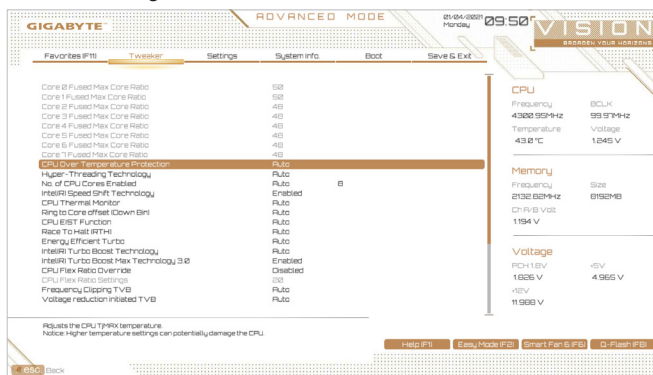 GIGABYTE™
ADVANCED MODE
01/04/2021
Monday
09:50
VISION
BROADEN YOUR HORIZONS
Favorites (F11)
Tweaker
Settings
System Info.
Boot
Save & Exit
Core 0 Fused Max Core Ratio 50
Core 1 Fused Max Core Ratio 50
Core 2 Fused Max Core Ratio 48
Core 3 Fused Max Core Ratio 48
Core 4 Fused Max Core Ratio 48
Core 5 Fused Max Core Ratio 48
Core 6 Fused Max Core Ratio 48
Core 7 Fused Max Core Ratio 48
CPU Over Temperature Protection Auto
Hyper-Threading Technology Auto
No. of CPU Cores Enabled Auto 8
Intel(R) Speed Shift Technology Enabled
CPU Thermal Monitor Auto
Ring to Core offset (Down Bin) Auto
CPU EIST Function Auto
Race To Halt (RTH) Auto
Energy Efficient Turbo Auto
Intel(R) Turbo Boost Technology Auto
Intel(R) Turbo Boost Max Technology 3.0 Enabled
CPU Flex Ratio Override Disabled
CPU Flex Ratio Settings 20
Frequency Clipping TVB Auto
Voltage reduction initiated TVB Auto
CPU
Frequency BCLK
4300.95MHz 99.97MHz
Temperature Voltage
43.0 °C 1.245 V
Memory
Frequency Size
2132.82MHz 8192MB
Ch A/B Volt
1.194 V
Voltage
PCH 1.8V +5V
1.826 V 4.965 V
+12V
11.988 V
Adjusts the CPU TjMAX temperature.
Notice: Higher temperature settings can potentially damage the CPU.
Help (F1)
Easy Mode (F2)
Smart Fan 6 (F6)
Q-Flash (F8)
esc Back